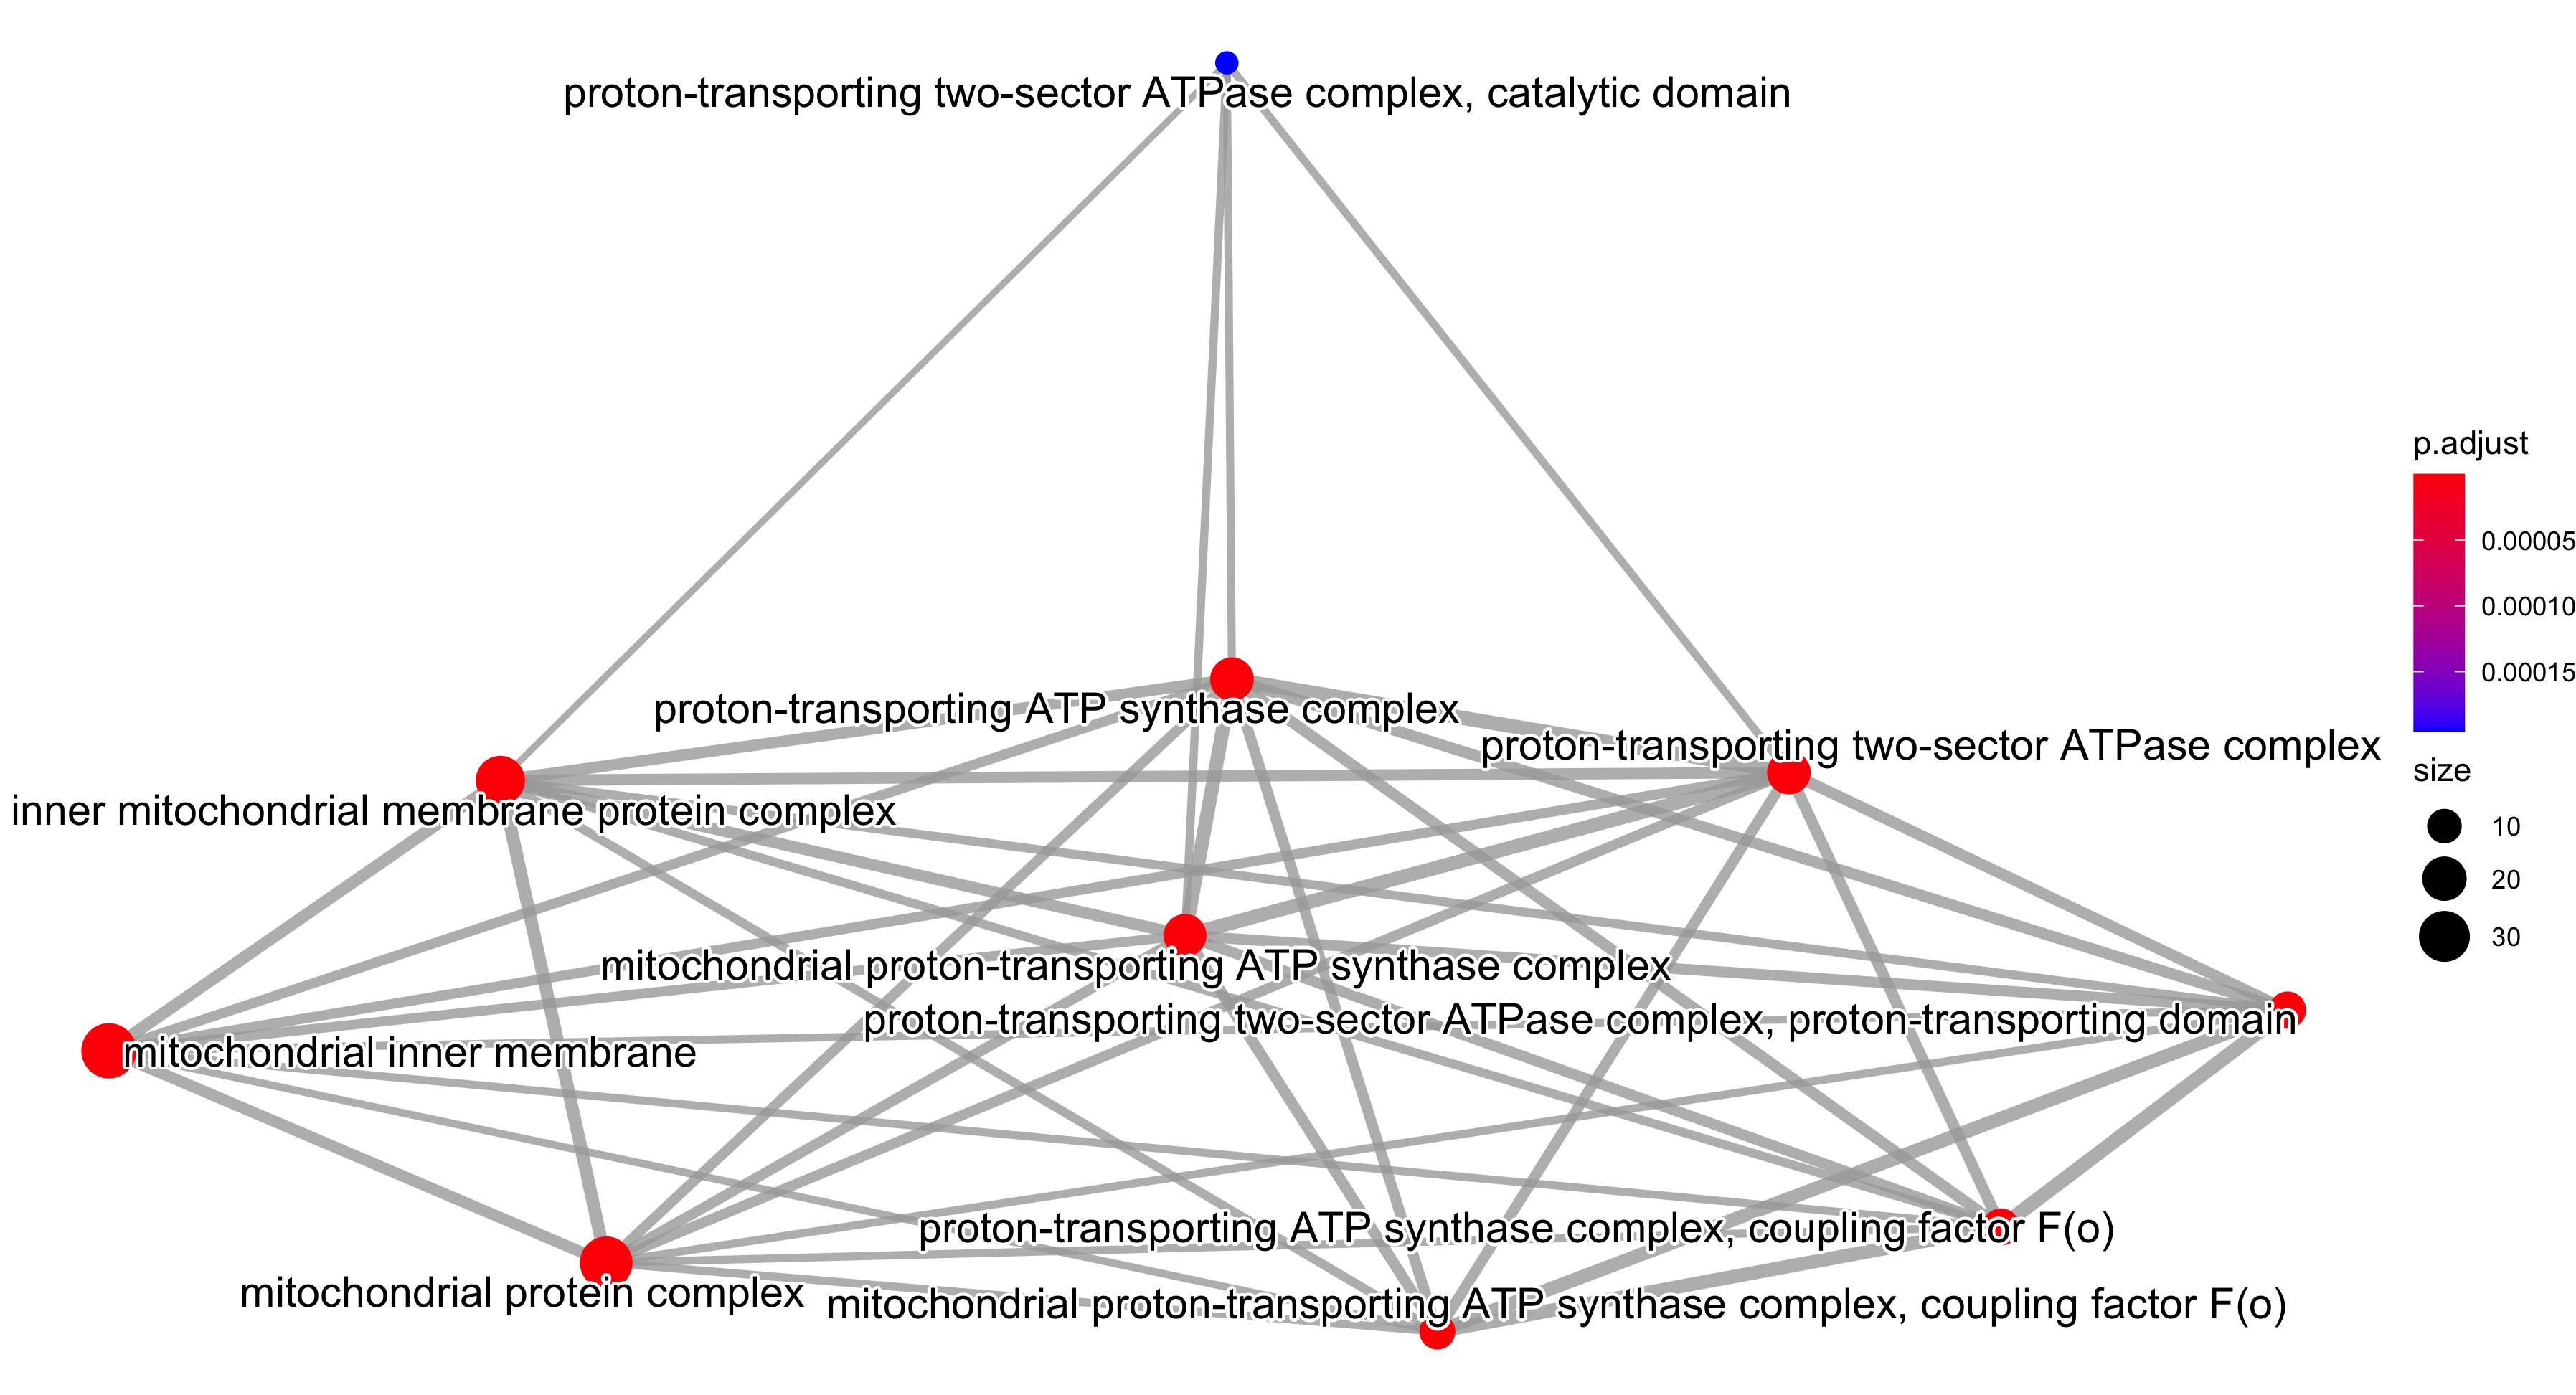 proton-transporting two-sector ATPase complex, catalytic domain
p.adjust
0.00005
0.00010
0.00015
proton-transporting ATP synthase complex
proton-transporting two-sector ATPase complex
size
inner mitochondrial membrane protein complex
10
20
30
mitochondrial proton-transporting ATP synthase complex
proton-transporting two-sector ATPase complex, proton-transporting domain
mitochondrial inner membrane
proton-transporting ATP synthase complex, coupling factor F(o)
mitochondrial protein complex
mitochondrial proton-transporting ATP synthase complex, coupling factor F(o)